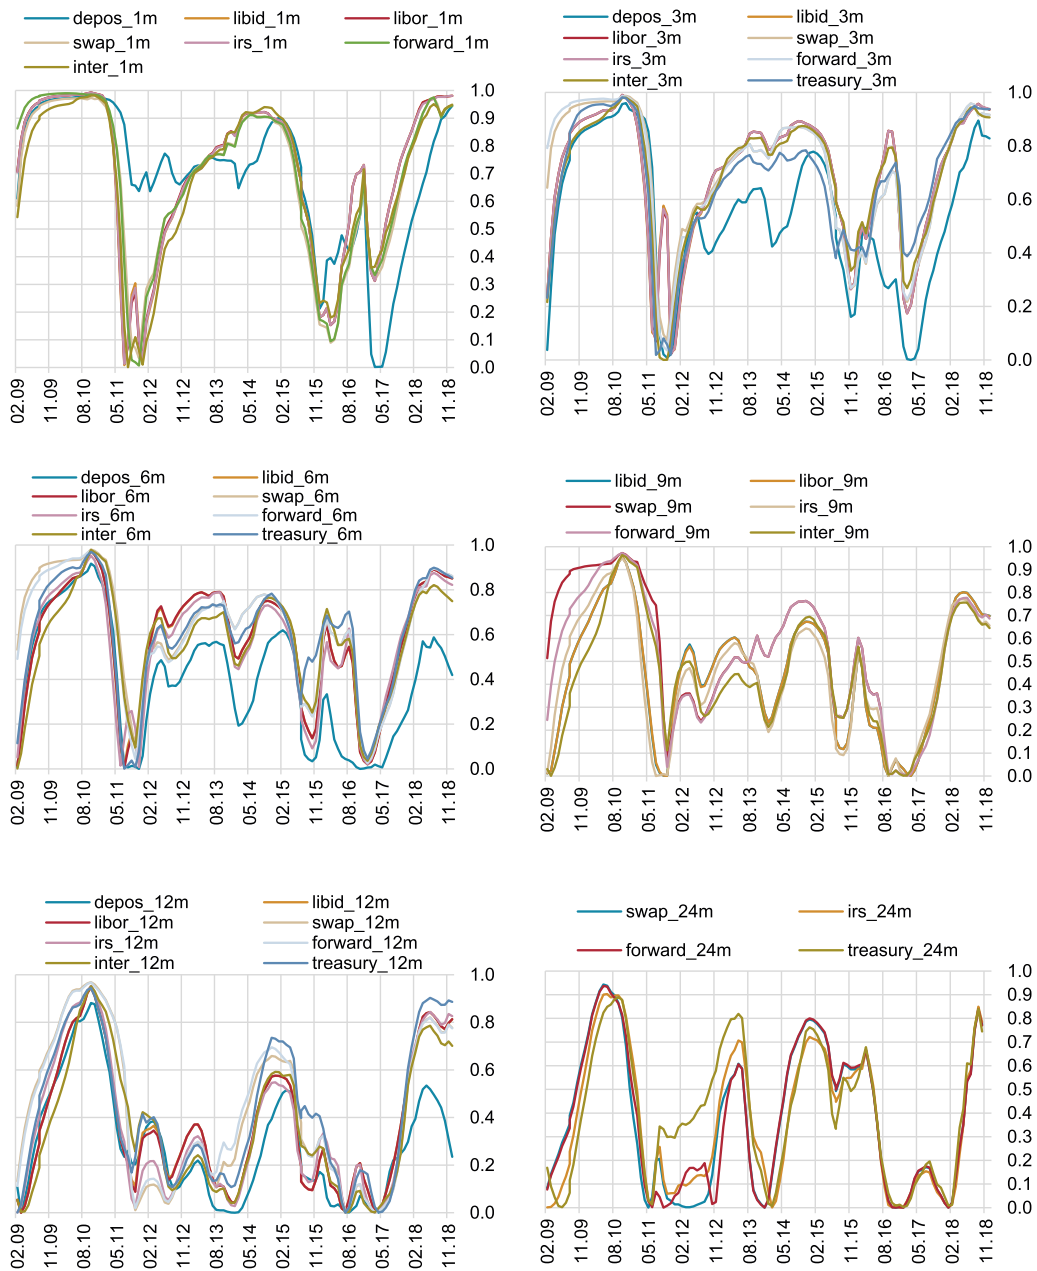 depos_1m libid_1m libor_1m
swap_1m irs_1m forward_1m
inter_1m
1.0
0.9
0.8
0.7
0.6
0.5
0.4
0.3
0.2
0.1
0.0
02.09 11.09 08.10 05.11 02.12 11.12 08.13 05.14 02.15 11.15 08.16 05.17 02.18 11.18
depos_3m libid_3m
libor_3m swap_3m
irs_3m forward_3m
inter_3m treasury_3m
1.0
0.8
0.6
0.4
0.2
0.0
02.09 11.09 08.10 05.11 02.12 11.12 08.13 05.14 02.15 11.15 08.16 05.17 02.18 11.18
depos_6m libid_6m
libor_6m swap_6m
irs_6m forward_6m
inter_6m treasury_6m
1.0
0.8
0.6
0.4
0.2
0.0
02.09 11.09 08.10 05.11 02.12 11.12 08.13 05.14 02.15 11.15 08.16 05.17 02.18 11.18
libid_9m libor_9m
swap_9m irs_9m
forward_9m inter_9m
1.0
0.9
0.8
0.7
0.6
0.5
0.4
0.3
0.2
0.1
0.0
02.09 11.09 08.10 05.11 02.12 11.12 08.13 05.14 02.15 11.15 08.16 05.17 02.18 11.18
depos_12m libid_12m
libor_12m swap_12m
irs_12m forward_12m
inter_12m treasury_12m
1.0
0.8
0.6
0.4
0.2
0.0
02.09 11.09 08.10 05.11 02.12 11.12 08.13 05.14 02.15 11.15 08.16 05.17 02.18 11.18
swap_24m irs_24m
forward_24m treasury_24m
1.0
0.9
0.8
0.7
0.6
0.5
0.4
0.3
0.2
0.1
0.0
02.09 11.09 08.10 05.11 02.12 11.12 08.13 05.14 02.15 11.15 08.16 05.17 02.18 11.18